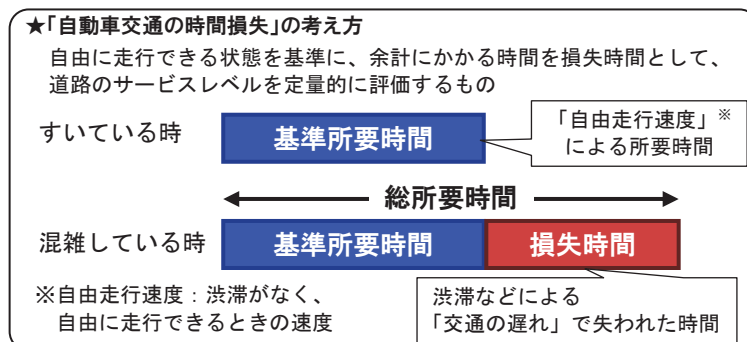 ★「自動車交通の時間損失」の考え方
自由に走行できる状態を基準に、余計にかかる時間を損失時間として、
道路のサービスレベルを定量的に評価するもの
すいている時
基準所要時間
「自由走行速度」※
による所要時間
総所要時間
混雑している時
基準所要時間
損失時間
※自由走行速度：渋滞がなく、
自由に走行できるときの速度
渋滞などによる
「交通の遅れ」で失われた時間